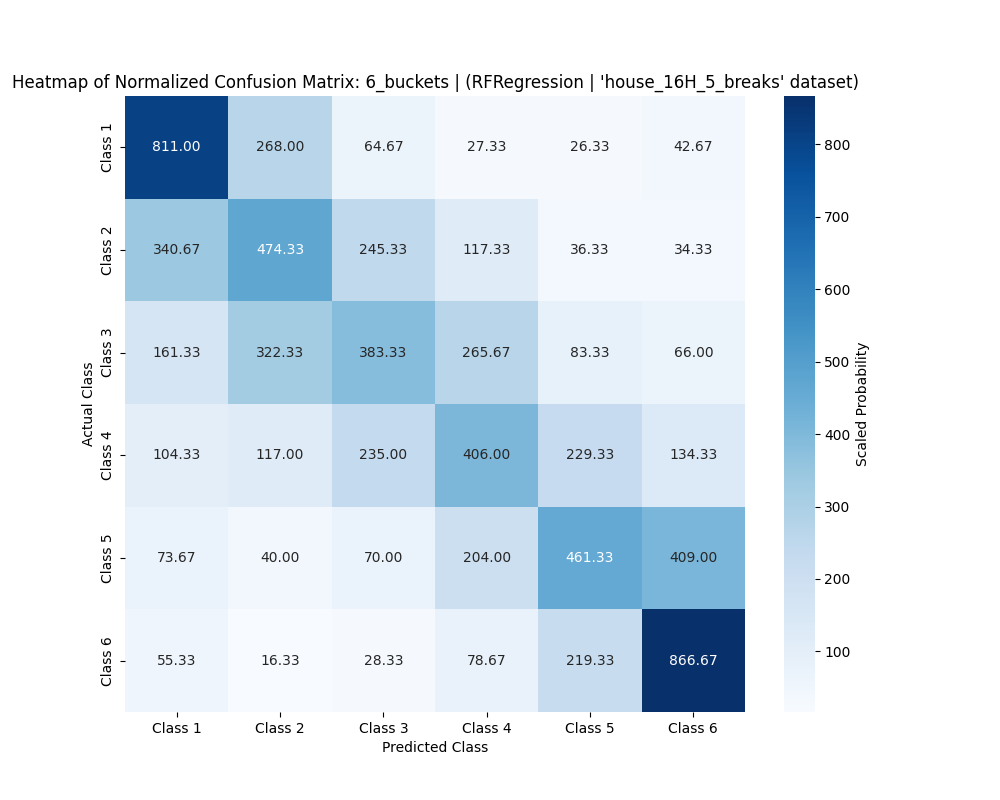 Heatmap of Normalized Confusion Matrix: 6_buckets | (RFRegression | 'house_16H_5_breaks' dataset)
Class 1 811.00 268.00 64.67 27.33 26.33 42.67
Class 2 340.67 474.33 245.33 117.33 36.33 34.33
Class 3 161.33 322.33 383.33 265.67 83.33 66.00
Class 4 104.33 117.00 235.00 406.00 229.33 134.33
Class 5 73.67 40.00 70.00 204.00 461.33 409.00
Class 6 55.33 16.33 28.33 78.67 219.33 866.67
Class 1 Class 2 Class 3 Class 4 Class 5 Class 6
Predicted Class
Actual Class
800
700
600
500
400
300
200
100
Scaled Probability